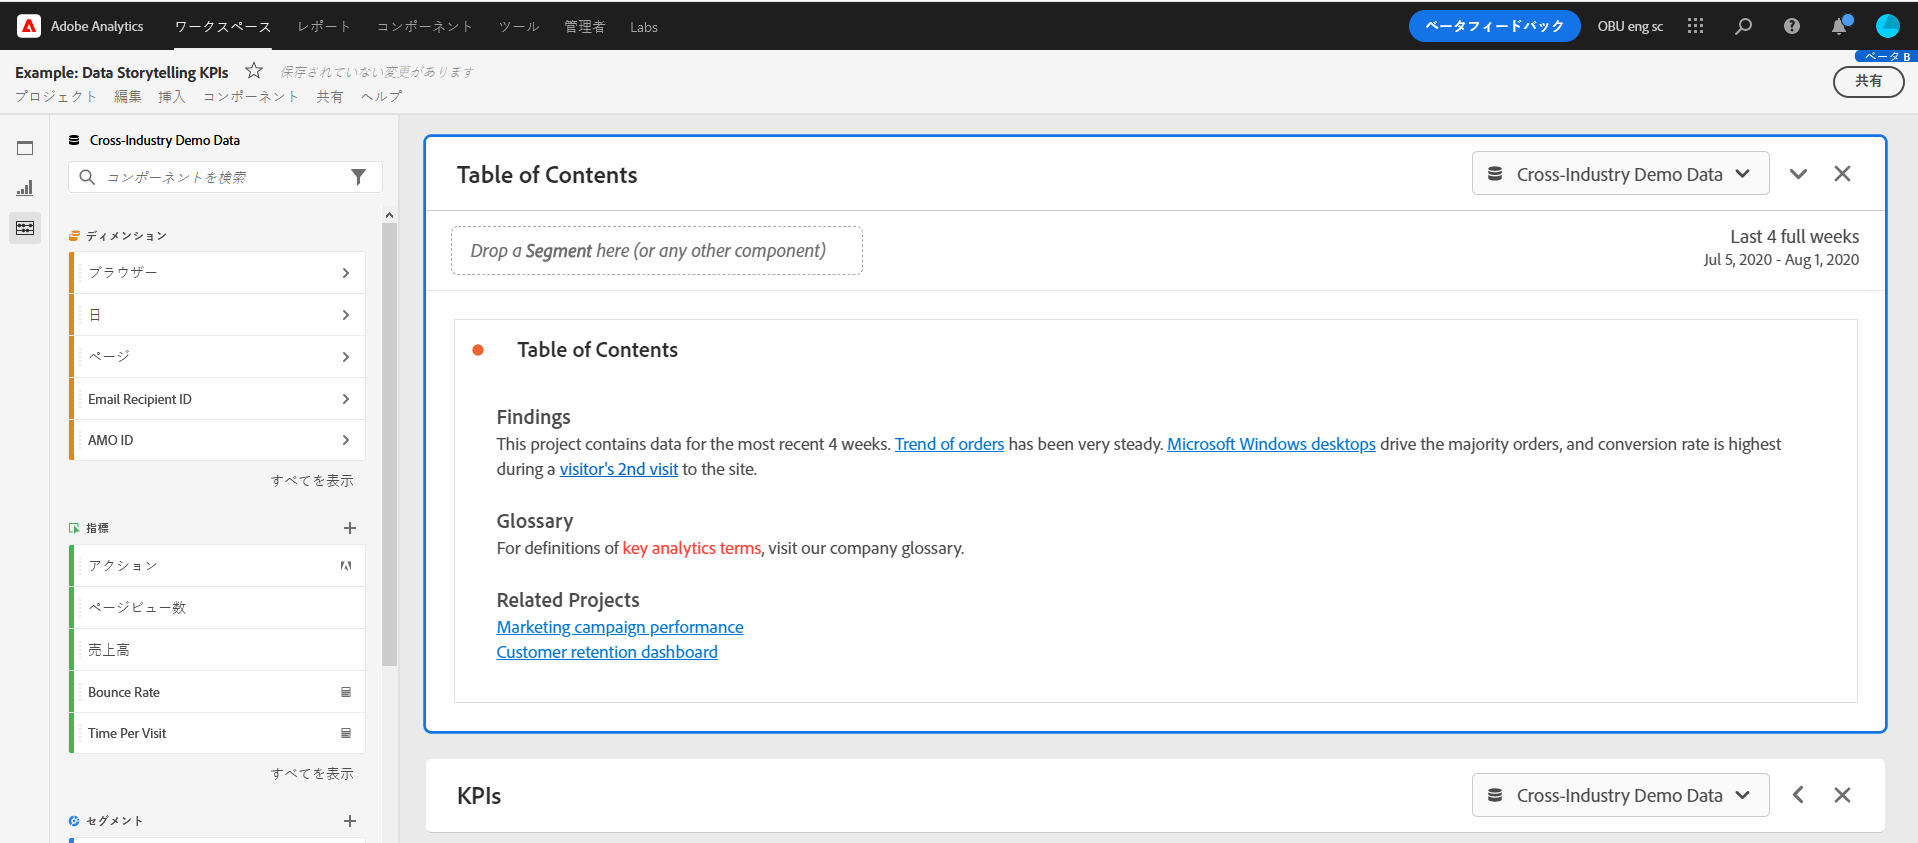 Adobe Analytics ワークスペース レポート コンポーネント ツール 管理者 Labs ベータフィードバック OBU eng sc
ベータ B
Example: Data Storytelling KPIs 保存されていない変更があります
共有
プロジェクト 編集 挿入 コンポーネント 共有 ヘルプ
Cross-Industry Demo Data
コンポーネントを検索
ディメンション
ブラウザー
日
ページ
Email Recipient ID
AMO ID
すべてを表示
指標
アクション
ページビュー数
売上高
Bounce Rate
Time Per Visit
すべてを表示
セグメント
Table of Contents
Cross-Industry Demo Data
Drop a Segment here (or any other component)
Last 4 full weeks
Jul 5, 2020 - Aug 1, 2020
Table of Contents
Findings
This project contains data for the most recent 4 weeks. Trend of orders has been very steady. Microsoft Windows desktops drive the majority orders, and conversion rate is highest
during a visitor's 2nd visit to the site.
Glossary
For definitions of key analytics terms, visit our company glossary.
Related Projects
Marketing campaign performance
Customer retention dashboard
KPIs
Cross-Industry Demo Data